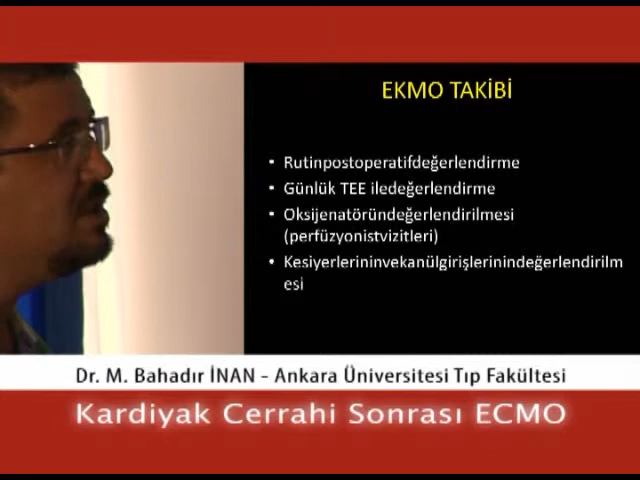 EKMO TAKİBİ
• Rutinpostoperatifdeğerlendirme
• Günlük TEE iledeğerlendirme
• Oksijenatöründeğerlendirilmesi
(perfüzyonistvizitleri)
• Kesiyerlerininvekanülgirişlerinindeğerlendirilm
esi
Dr. M. Bahadır İNAN - Ankara Üniversitesi Tıp Fakültesi
Kardiyak Cerrahi Sonrası ECMO